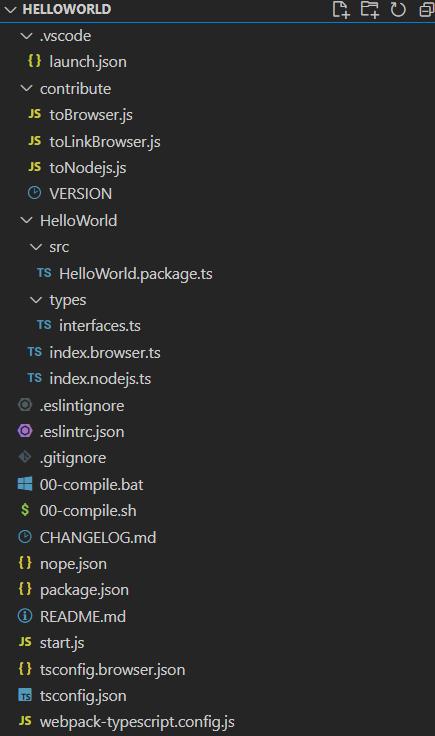 HELLOWORLD
.vscode
{} launch.json
contribute
JS toBrowser.js
JS toLinkBrowser.js
JS toNodejs.js
VERSION
HelloWorld
src
TS HelloWorld.package.ts
types
TS interfaces.ts
TS index.browser.ts
TS index.nodejs.ts
.eslintignore
.eslintrc.json
.gitignore
00-compile.bat
$ 00-compile.sh
CHANGELOG.md
{} nope.json
{} package.json
README.md
JS start.js
{} tsconfig.browser.json
TS tsconfig.json
JS webpack-typescript.config.js